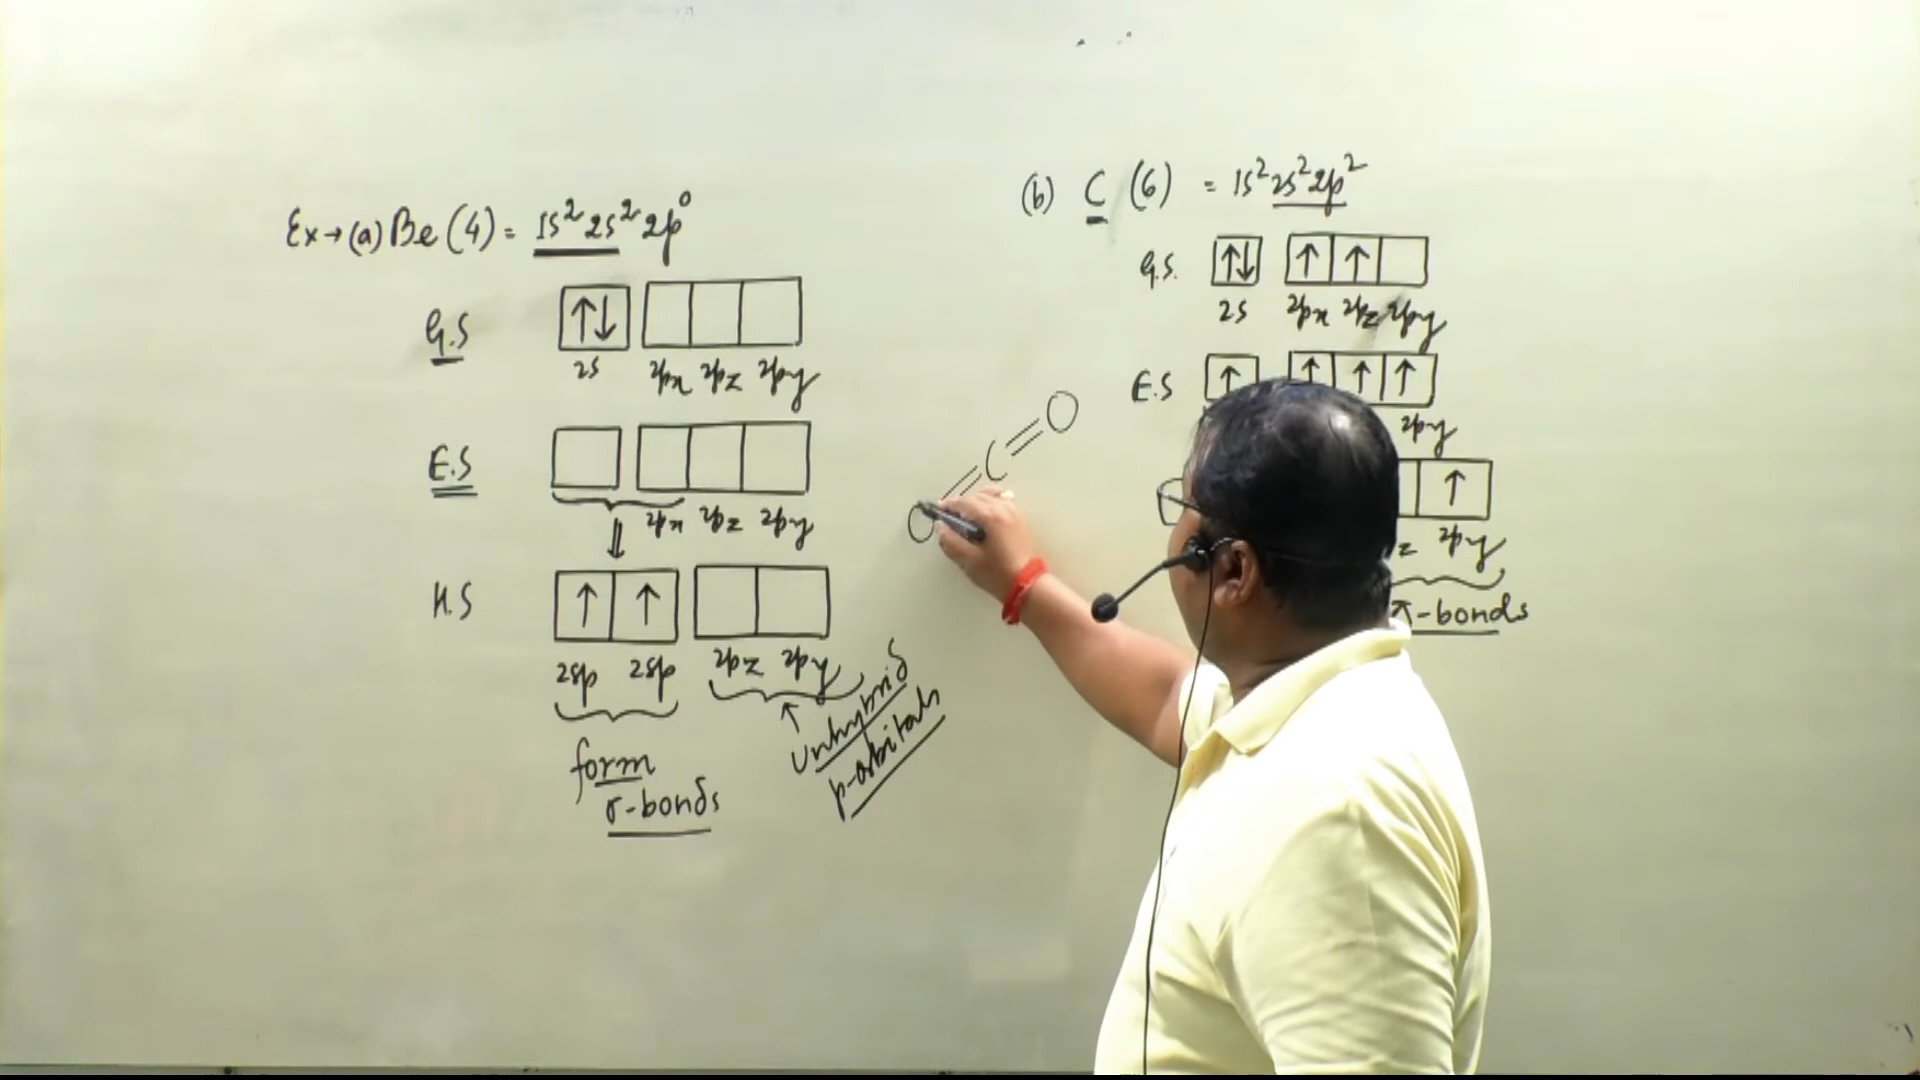 Ex→(a) Be (4) = 1s² 2s² 2p⁰
G.S ↑↓
2s 2px 2pz 2py
E.S
2px 2pz 2py
⇓
H.S ↑ ↑
2sp 2sp 2pz 2py
↑
Unhybrid
p-orbitals
form
σ-bonds
O=C=O
(b) C (6) = 1s² 2s² 2p²
G.S. ↑↓ ↑ ↑
2s 2px 2pz 2py
E.S ↑ ↑ ↑ ↑
2py
↑
z 2py
π-bonds